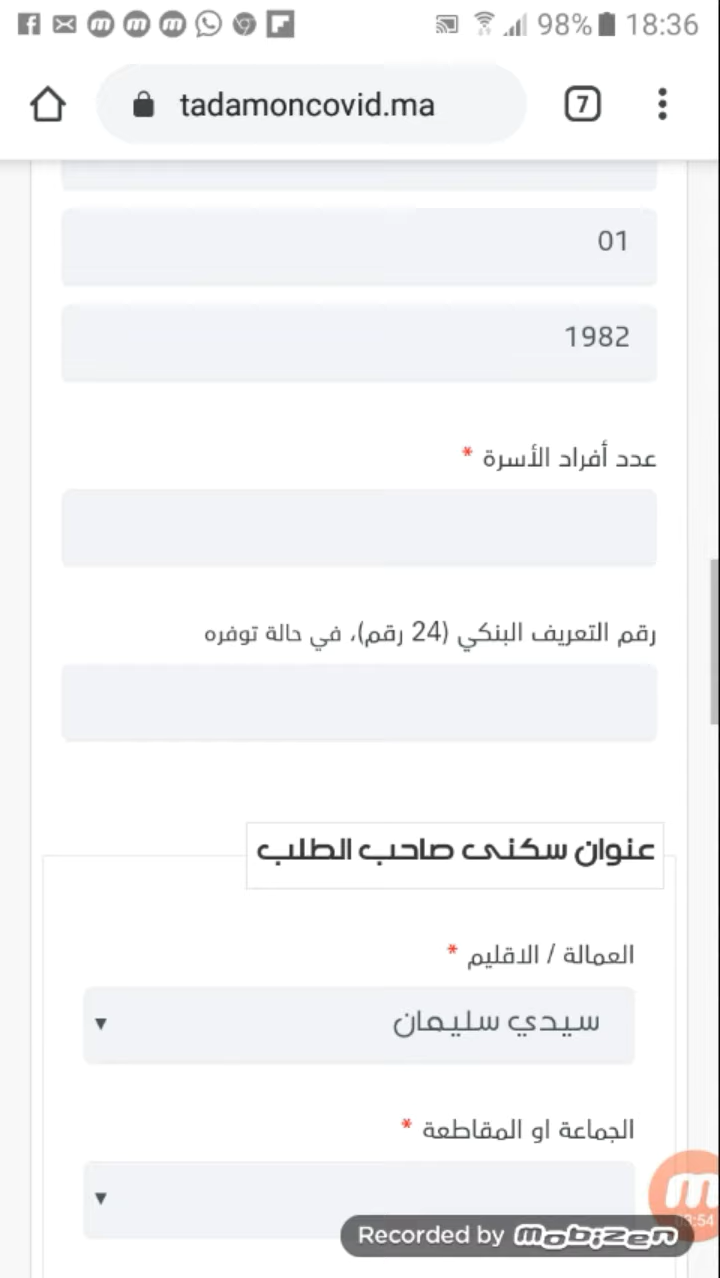 98% 18:36
tadamoncovid.ma
7
01
1982
عدد أفراد الأسرة *
رقم التعريف البنكي (24 رقم)، في حالة توفره
عنوان سكنى صاحب الطلب
العمالة / الاقليم *
سيدي سليمان
الجماعة او المقاطعة *
Recorded by Mobizen